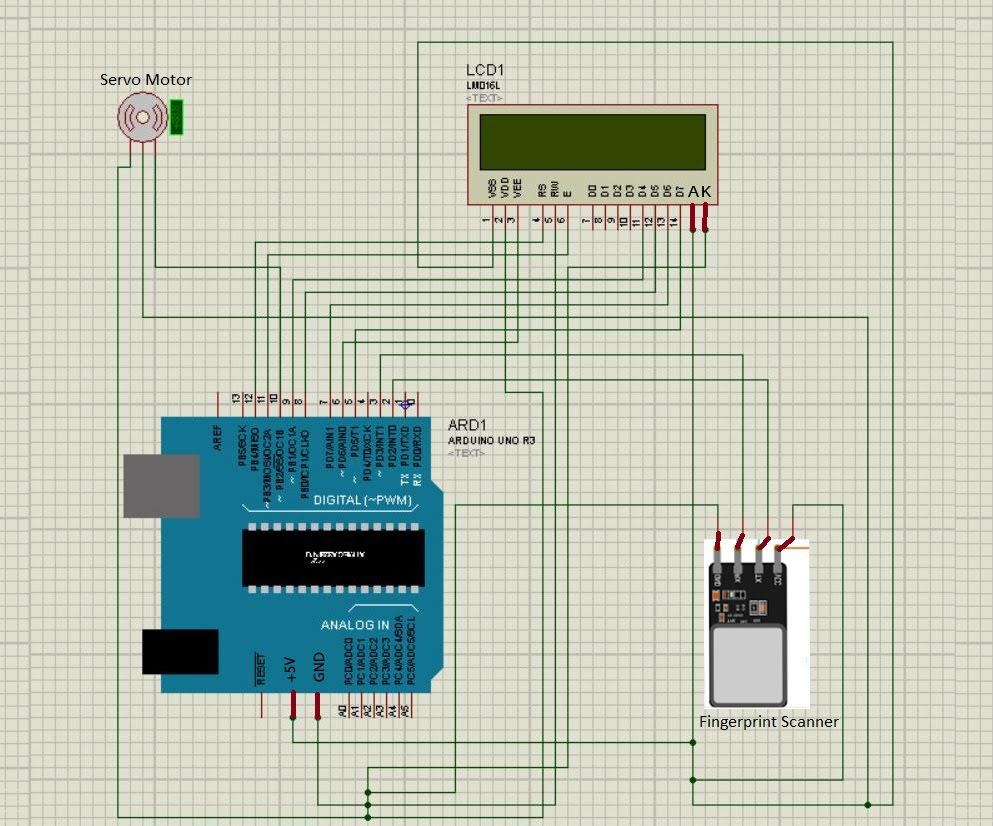 Servo Motor
LCD1
LM016L
<TEXT>
VSS
VDD
VEE
RS
RW
E
D0
D1
D2
D3
D4
D5
D6
D7
A K
1
2
3
4
5
6
7
8
9
10
11
12
13
14
13
12
11
10
9
8
7
6
5
4
3
2
1
0
ARD1
ARDUINO UNO R3
<TEXT>
AREF
PB5/SCK
PB4/MISO
~PB3/MOSI/OC2A
~PB2/SS/OC1B
~PB1/OC1A
PB0/ICP1/CLKO
PD7/AIN1
~PD6/AIN0
~PD5/T1
PD4/T0/XCK
~PD3/INT1
PD2/INT0
TX PD1/TXD
RX PD0/RXD
DIGITAL (~PWM)
ANALOG IN
RESET
+5V
GND
PC0/ADC0
PC1/ADC1
PC2/ADC2
PC3/ADC3
PC4/ADC4/SDA
PC5/ADC5/SCL
A0
A1
A2
A3
A4
A5
GND
VCC
Fingerprint Scanner